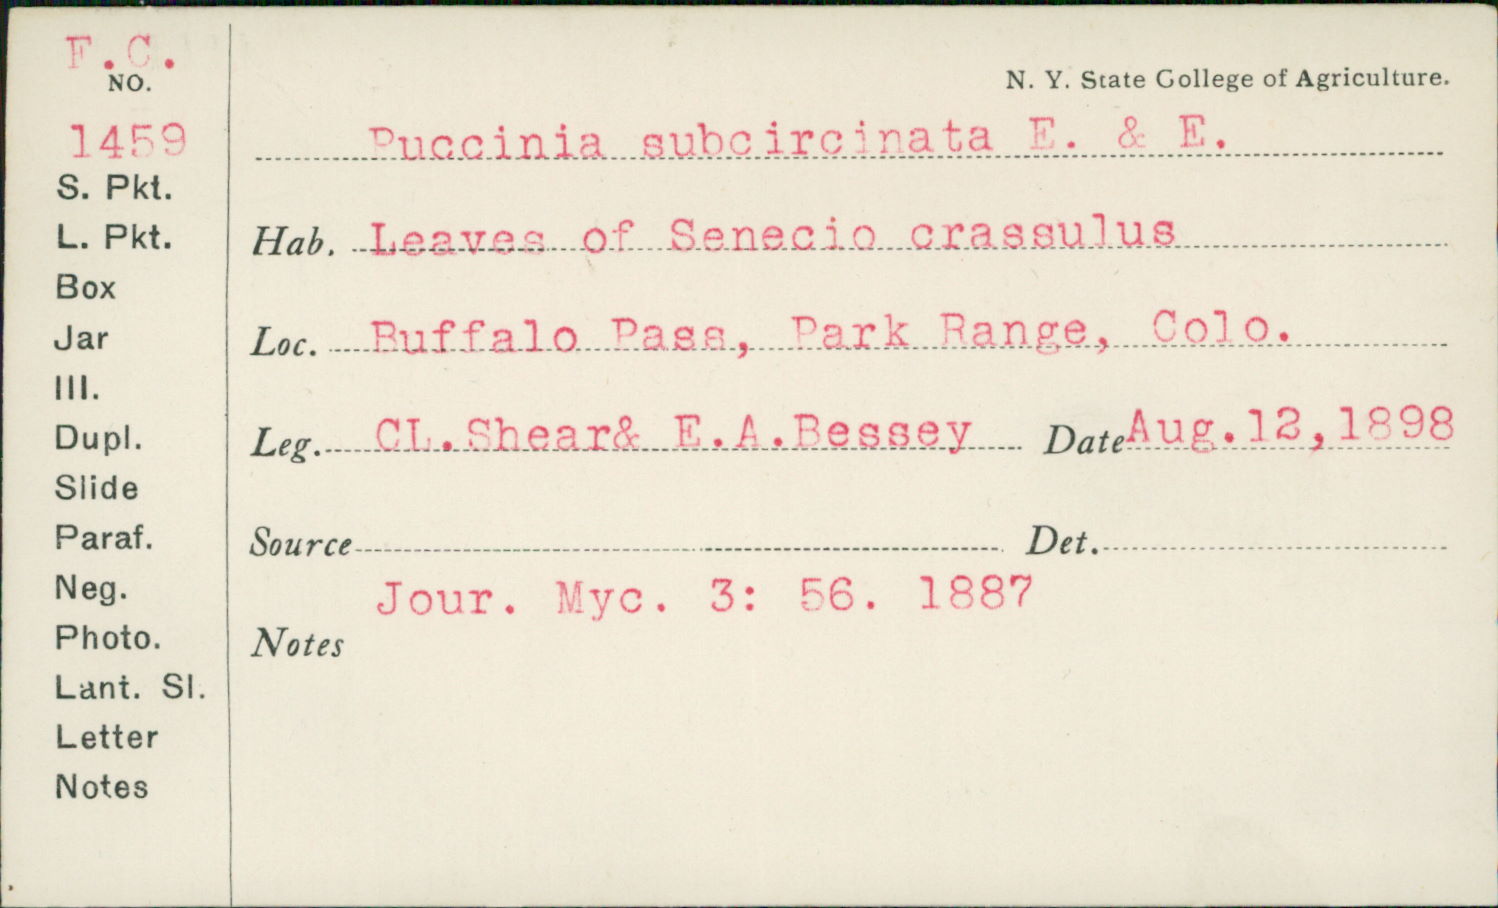 F.C.
NO.
1459
S. Pkt.
L. Pkt.
Box
Jar
Ill.
Dupl.
Slide
Paraf.
Neg.
Photo.
Lant. Sl.
Letter
Notes
N. Y. State College of Agriculture.
Puccinia subcircinata E. & E.
Hab. Leaves of Senecio crassulus
Loc. Buffalo Pass, Park Range, Colo.
Leg. CL.Shear& E.A.Bessey Date Aug.12,1898
Source Det.
Jour. Myc. 3: 56. 1887
Notes